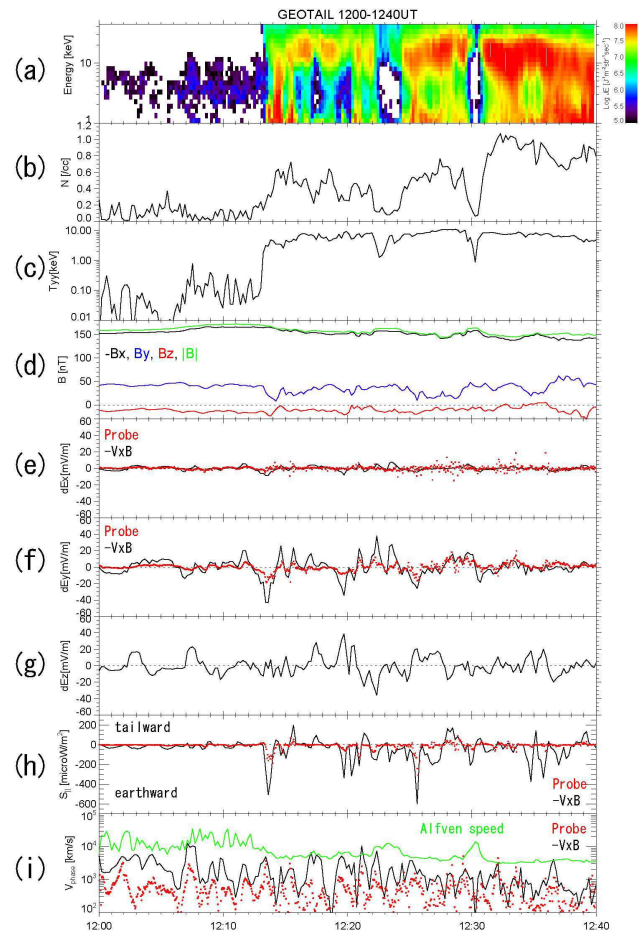 GEOTAIL 1200-1240UT
(a)
Energy [keV]
10
1
8.0
7.5
7.0
6.5
6.0
5.5
5.0
(b)
N [/cc]
1.2
1.0
0.8
0.6
0.4
0.2
0.0
(c)
Tyy[keV]
10.00
1.00
0.10
0.01
(d)
B [nT]
150
100
50
0
-Bx, By, Bz, |B|
(e)
dEx[mV/m]
60
40
20
0
-20
-40
60
Probe
-VxB
(f)
dEy[mV/m]
60
40
20
0
-20
-40
60
Probe
-VxB
(g)
dEz[mV/m]
60
40
20
0
-20
-40
60
(h)
S|| [microW/m²]
200
0
-200
-400
-600
tailward
earthward
Probe
-VxB
(i)
Vphase [km/s]
10⁵
10⁴
10³
10²
Alfven speed
Probe
-VxB
12:00 12:10 12:20 12:30 12:40